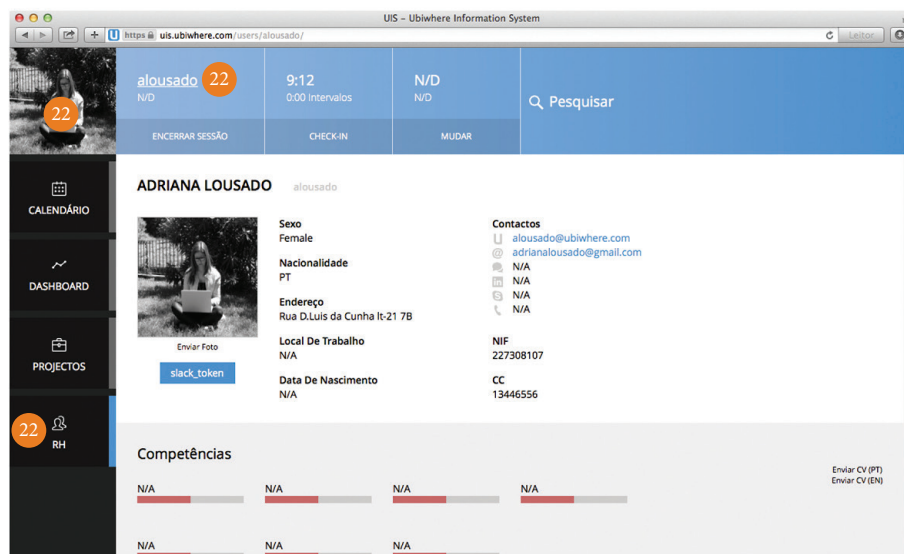 UIS – Ubiwhere Information System
https uis.ubiwhere.com/users/alousado/
Leitor
22
alousado 22
N/D
ENCERRAR SESSÃO
9:12
0:00 Intervalos
CHECK-IN
N/D
N/D
MUDAR
Pesquisar
CALENDÁRIO
DASHBOARD
PROJECTOS
22
RH
ADRIANA LOUSADO alousado
Enviar Foto
slack_token
Sexo
Female
Nacionalidade
PT
Endereço
Rua D.Luis da Cunha lt-21 7B
Local De Trabalho
N/A
Data De Nascimento
N/A
Contactos
alousado@ubiwhere.com
adrianalousado@gmail.com
N/A
N/A
N/A
N/A
NIF
227308107
CC
13446556
Competências
Enviar CV (PT)
Enviar CV (EN)
N/A N/A N/A N/A
N/A N/A N/A